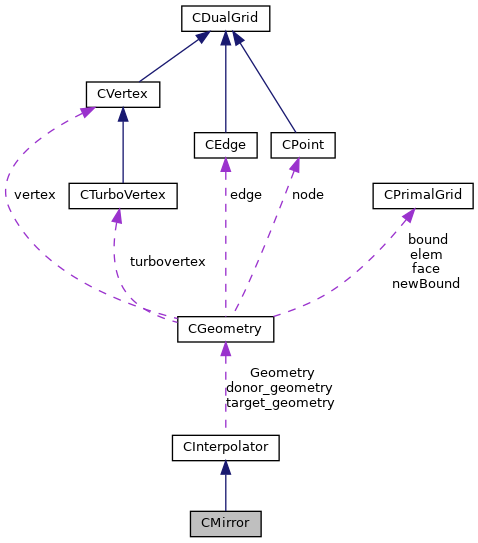 CDualGrid
CVertex
CEdge
CPoint
CTurboVertex
CPrimalGrid
vertex
edge
node
turbovertex
bound
elem
face
newBound
CGeometry
Geometry
donor_geometry
target_geometry
CInterpolator
CMirror